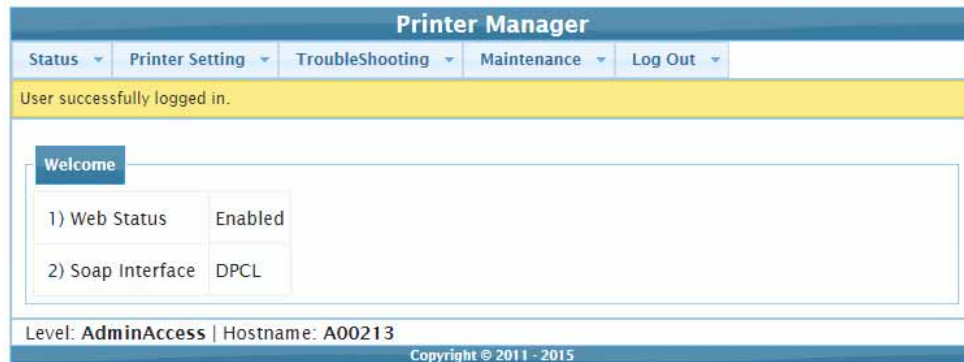 Printer Manager
Status Printer Setting TroubleShooting Maintenance Log Out
User successfully logged in.
Welcome
1) Web Status Enabled
2) Soap Interface DPCL
Level: AdminAccess | Hostname: A00213
Copyright © 2011 - 2015